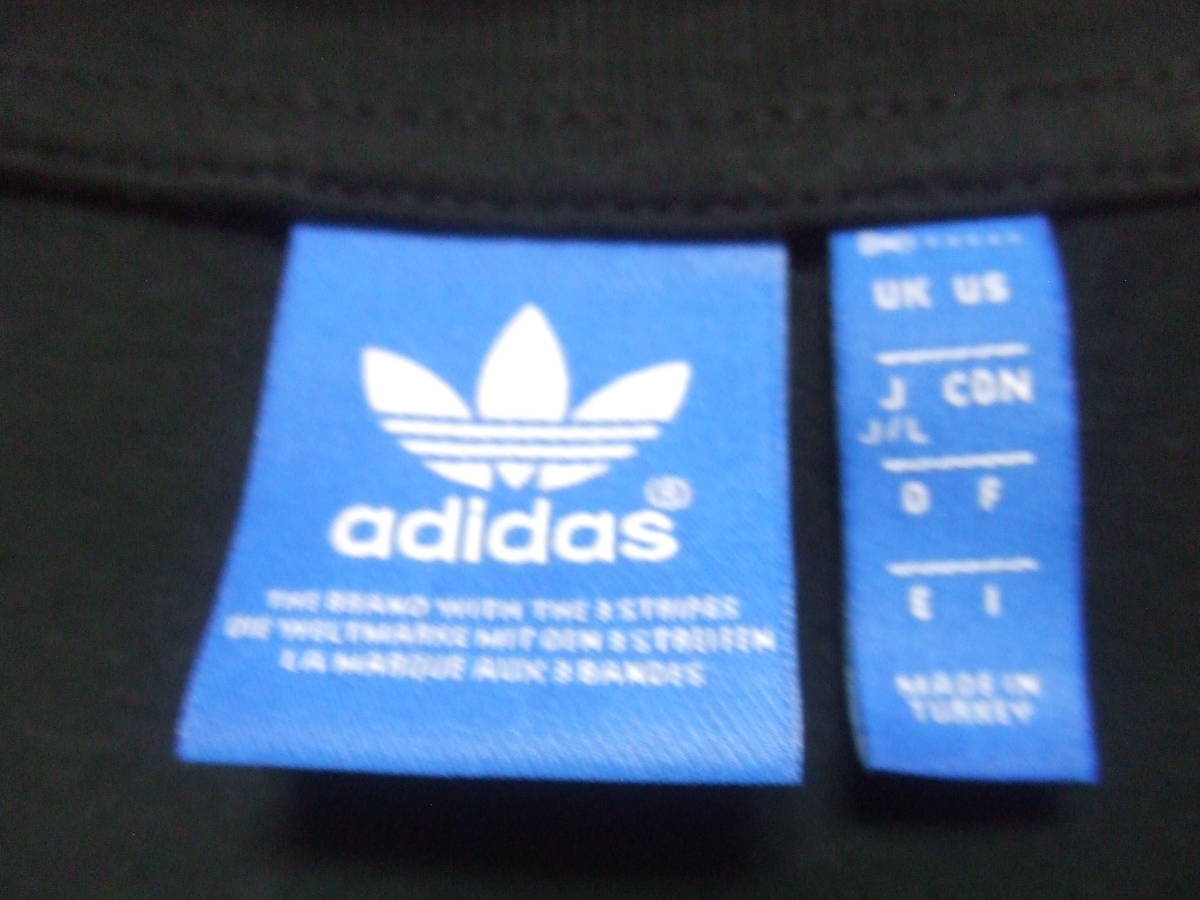 adidas®
THE BRAND WITH THE 3 STRIPES
DIE WELTMARKE MIT DEN 3 STREIFEN
LA MARQUE AUX 3 BANDES
UK US
J
J/L
D F
E I
MADE IN
TURKEY